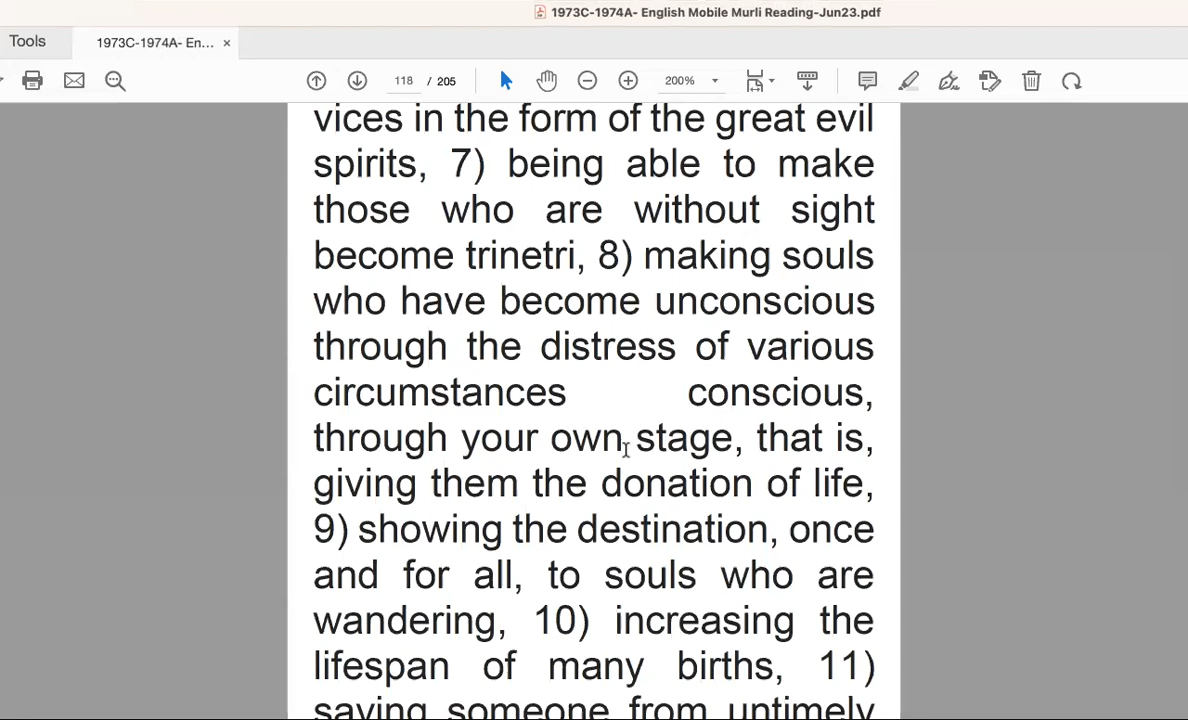 1973C-1974A- English Mobile Murli Reading-Jun23.pdf
Tools
1973C-1974A- En... ×
118 / 205
200%
vices in the form of the great evil
spirits, 7) being able to make
those who are without sight
become trinetri, 8) making souls
who have become unconscious
through the distress of various
circumstances conscious,
through your own stage, that is,
giving them the donation of life,
9) showing the destination, once
and for all, to souls who are
wandering, 10) increasing the
lifespan of many births, 11)
saving someone from untimely